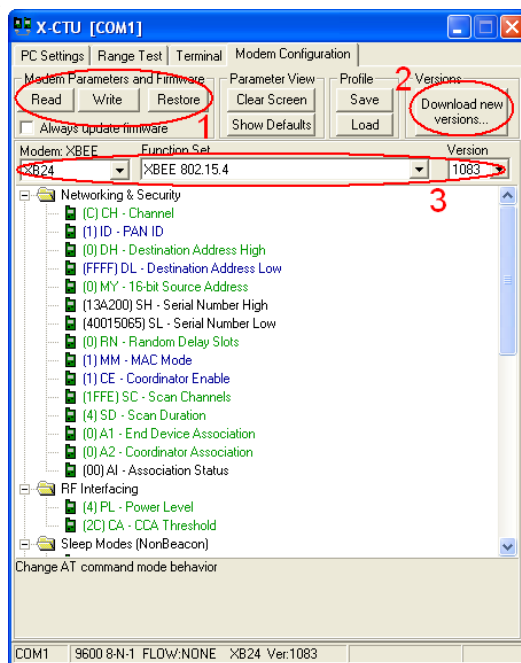 X-CTU [COM1]
PC Settings Range Test Terminal Modem Configuration
Modem Parameters and Firmware Parameter View Profile Versions
2
Read Write Restore Clear Screen Save Download new versions...
Always update firmware Show Defaults Load
1
Modem: XBEE Function Set Version
XB24 XBEE 802.15.4 1083
3
Networking & Security
(C) CH - Channel
(1) ID - PAN ID
(0) DH - Destination Address High
(FFFF) DL - Destination Address Low
(0) MY - 16-bit Source Address
(13A200) SH - Serial Number High
(40015065) SL - Serial Number Low
(0) RN - Random Delay Slots
(1) MM - MAC Mode
(1) CE - Coordinator Enable
(1FFE) SC - Scan Channels
(4) SD - Scan Duration
(0) A1 - End Device Association
(0) A2 - Coordinator Association
(00) AI - Association Status
RF Interfacing
(4) PL - Power Level
(2C) CA - CCA Threshold
Sleep Modes (NonBeacon)
Change AT command mode behavior
COM1 9600 8-N-1 FLOW:NONE XB24 Ver:1083